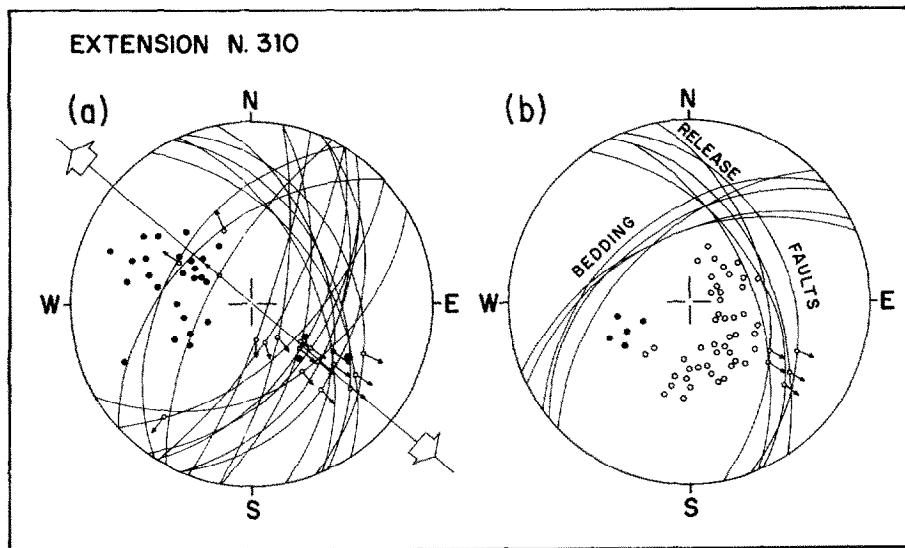 EXTENSION N. 310
(a)
N
W
S
(b)
N
RELEASE
BEDDING
FAULTS
W
E
E
S